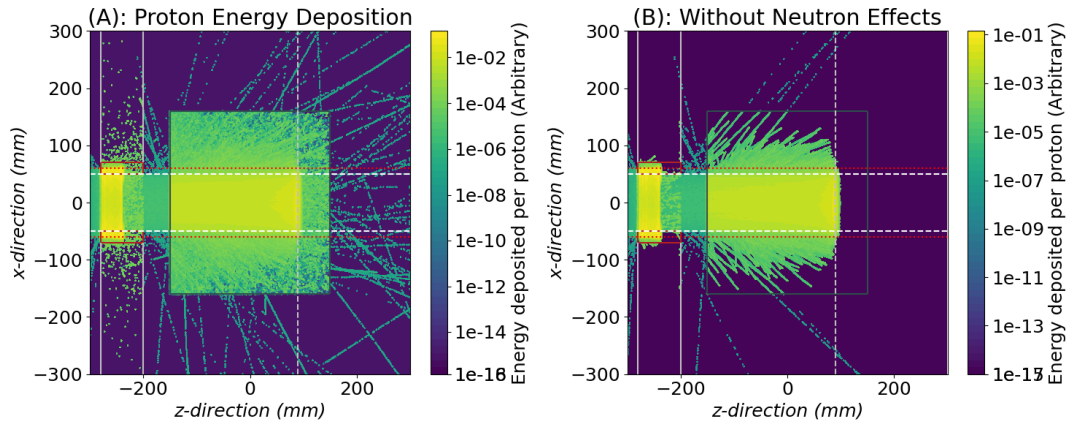 (A): Proton Energy Deposition
300
200
100
0
−100
−200
−300
x-direction (mm)
−200
0
200
z-direction (mm)
1e-02
1e-04
1e-06
1e-08
1e-10
1e-12
1e-14
Energy deposited per proton (Arbitrary)
(B): Without Neutron Effects
300
200
100
0
−100
−200
−300
x-direction (mm)
−200
0
200
z-direction (mm)
1e-01
1e-03
1e-05
1e-07
1e-09
1e-11
1e-13
Energy deposited per proton (Arbitrary)